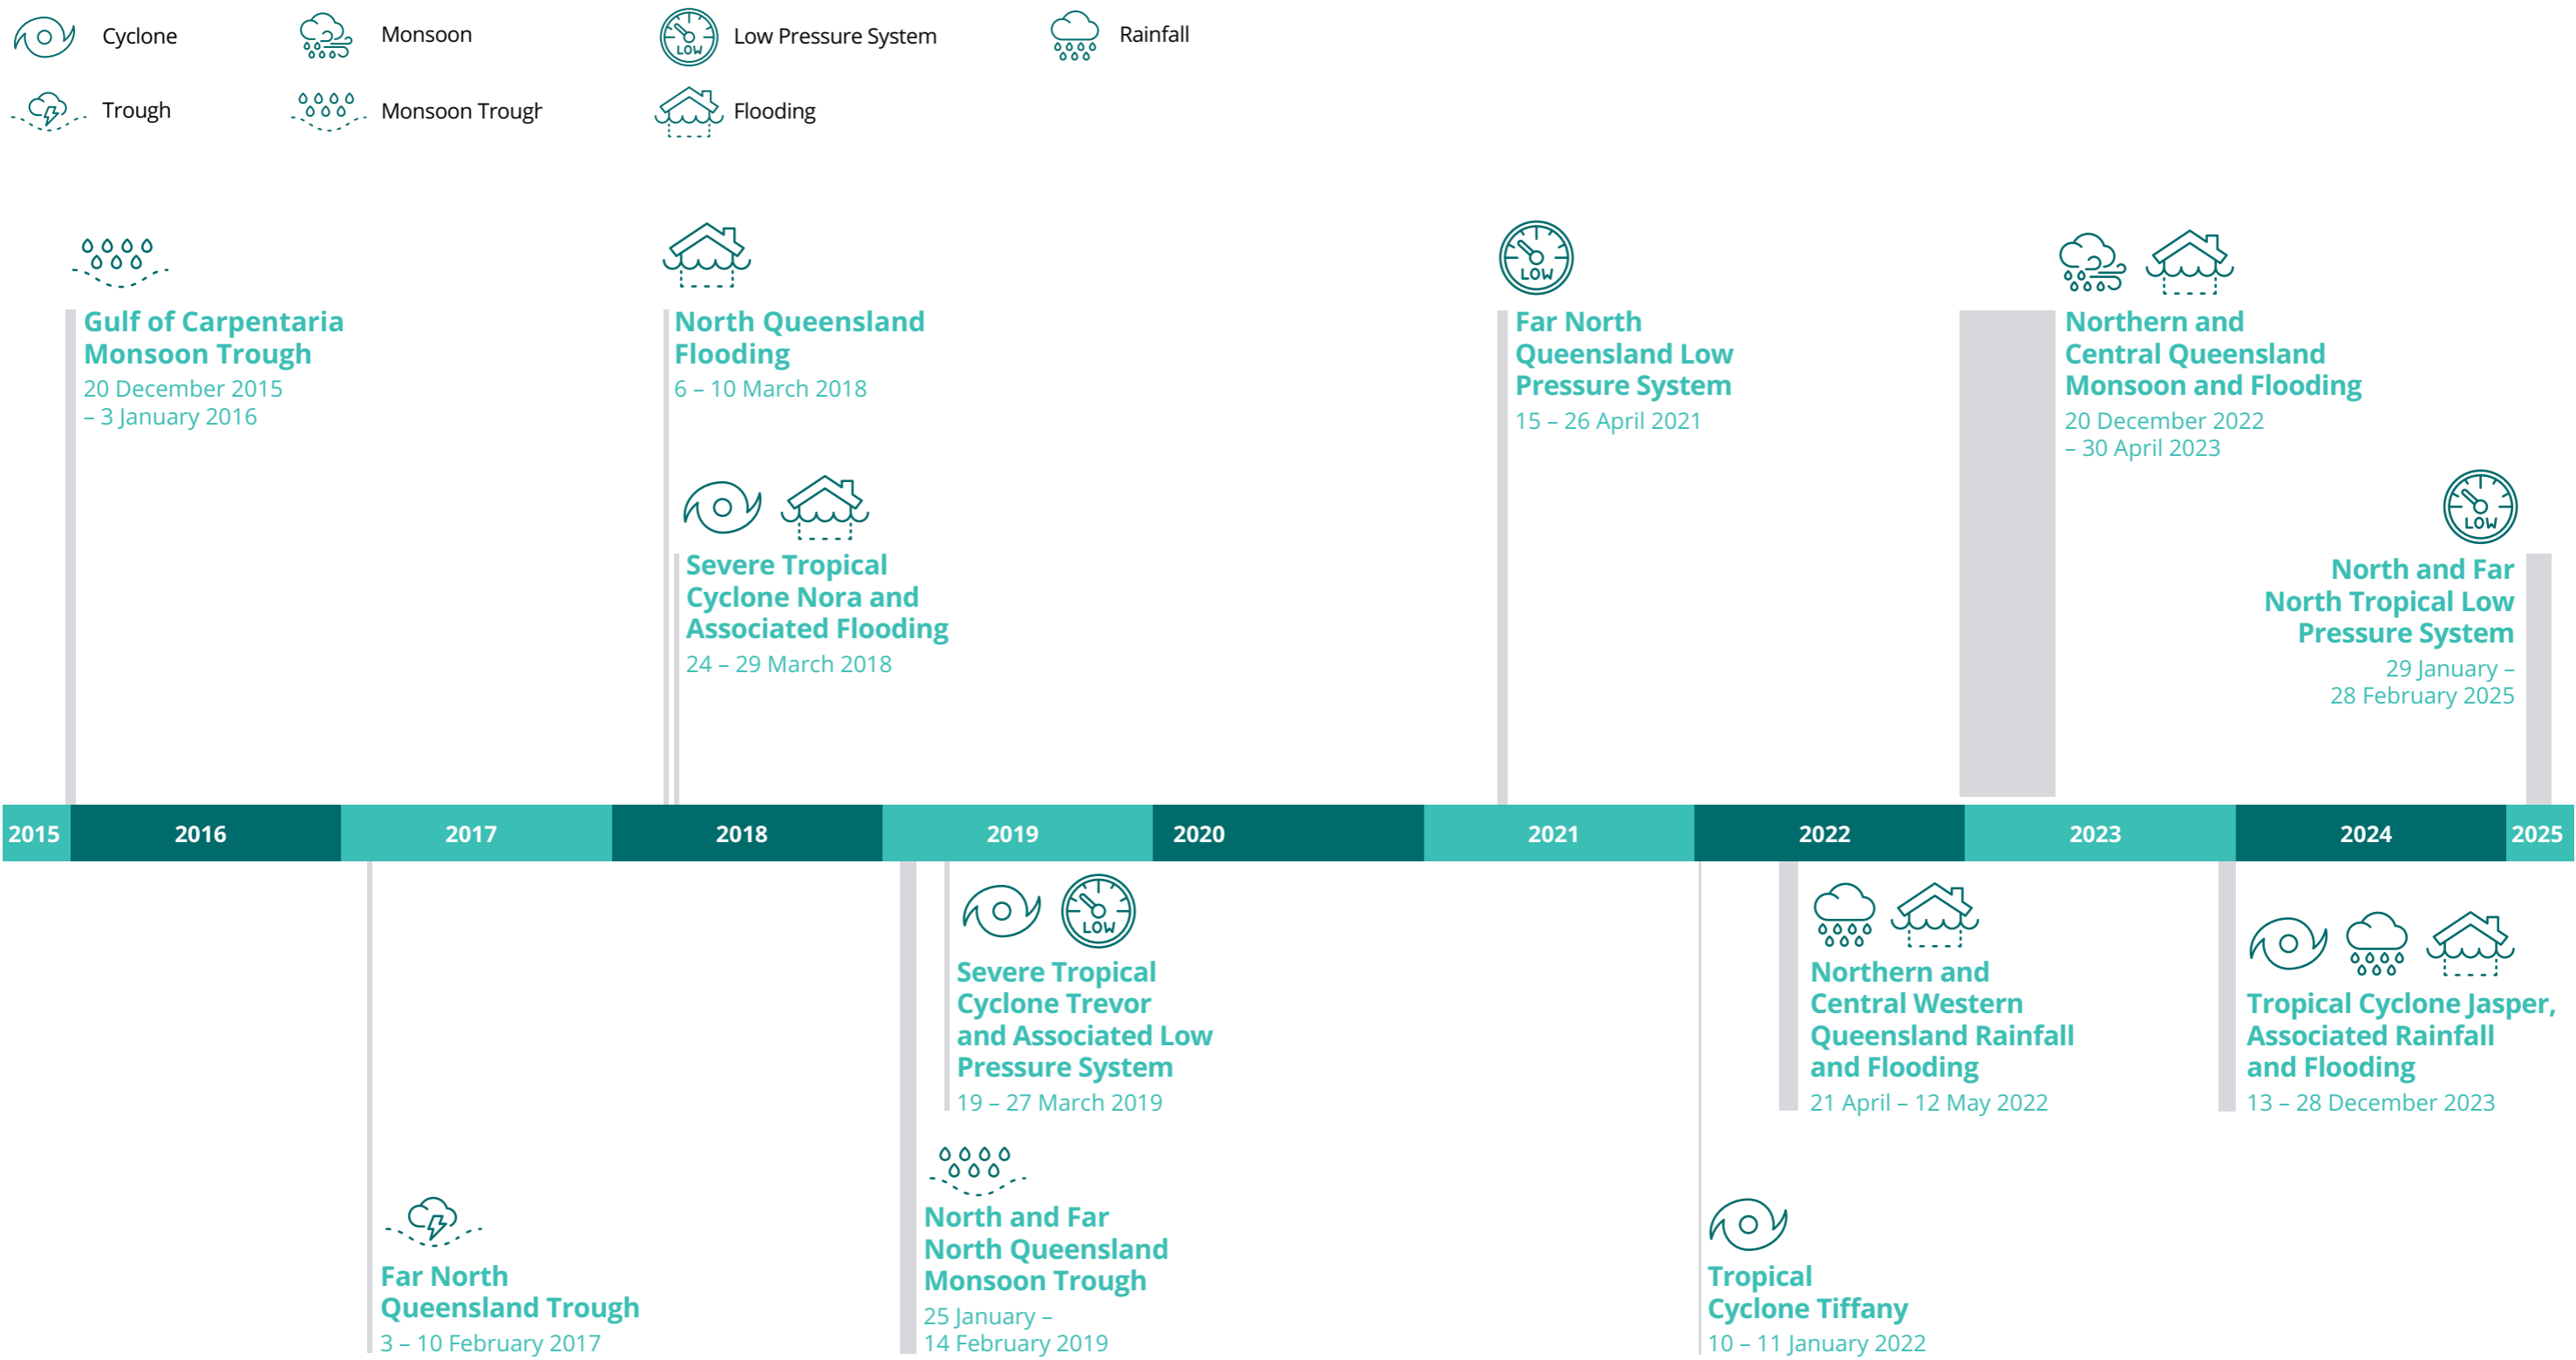 Cyclone
Monsoon
Low Pressure System
Rainfall
Trough
Monsoon Trough
Flooding
Gulf of Carpentaria
Monsoon Trough
20 December 2015
– 3 January 2016
North Queensland
Flooding
6 – 10 March 2018
LOW
Far North
Queensland Low
Pressure System
15 – 26 April 2021
Northern and
Central Queensland
Monsoon and Flooding
20 December 2022
– 30 April 2023
Severe Tropical
Cyclone Nora and
Associated Flooding
24 – 29 March 2018
LOW
North and Far
North Tropical Low
Pressure System
29 January –
28 February 2025
2015
2016
2017
2018
2019
2020
2021
2022
2023
2024
2025
LOW
Severe Tropical
Cyclone Trevor
and Associated Low
Pressure System
19 – 27 March 2019
Northern and
Central Western
Queensland Rainfall
and Flooding
21 April – 12 May 2022
Tropical Cyclone Jasper,
Associated Rainfall
and Flooding
13 – 28 December 2023
Far North
Queensland Trough
3 – 10 February 2017
North and Far
North Queensland
Monsoon Trough
25 January –
14 February 2019
Tropical
Cyclone Tiffany
10 – 11 January 2022
LOW